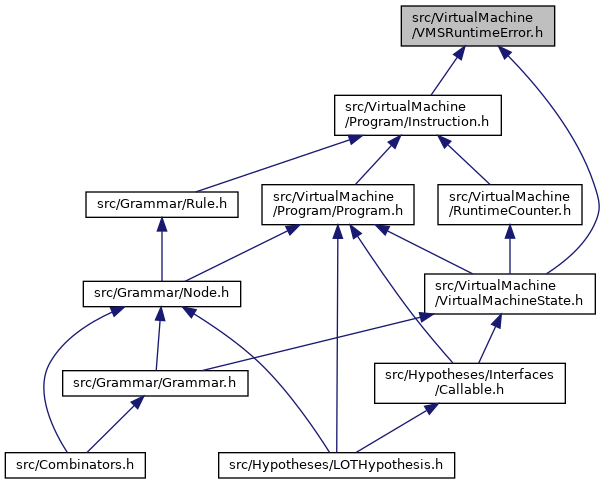 src/VirtualMachine
/VMSRuntimeError.h
src/VirtualMachine
/Program/Instruction.h
src/Grammar/Rule.h
src/VirtualMachine
/Program/Program.h
src/VirtualMachine
/RuntimeCounter.h
src/Grammar/Node.h
src/VirtualMachine
/VirtualMachineState.h
src/Grammar/Grammar.h
src/Hypotheses/Interfaces
/Callable.h
src/Combinators.h
src/Hypotheses/LOTHypothesis.h